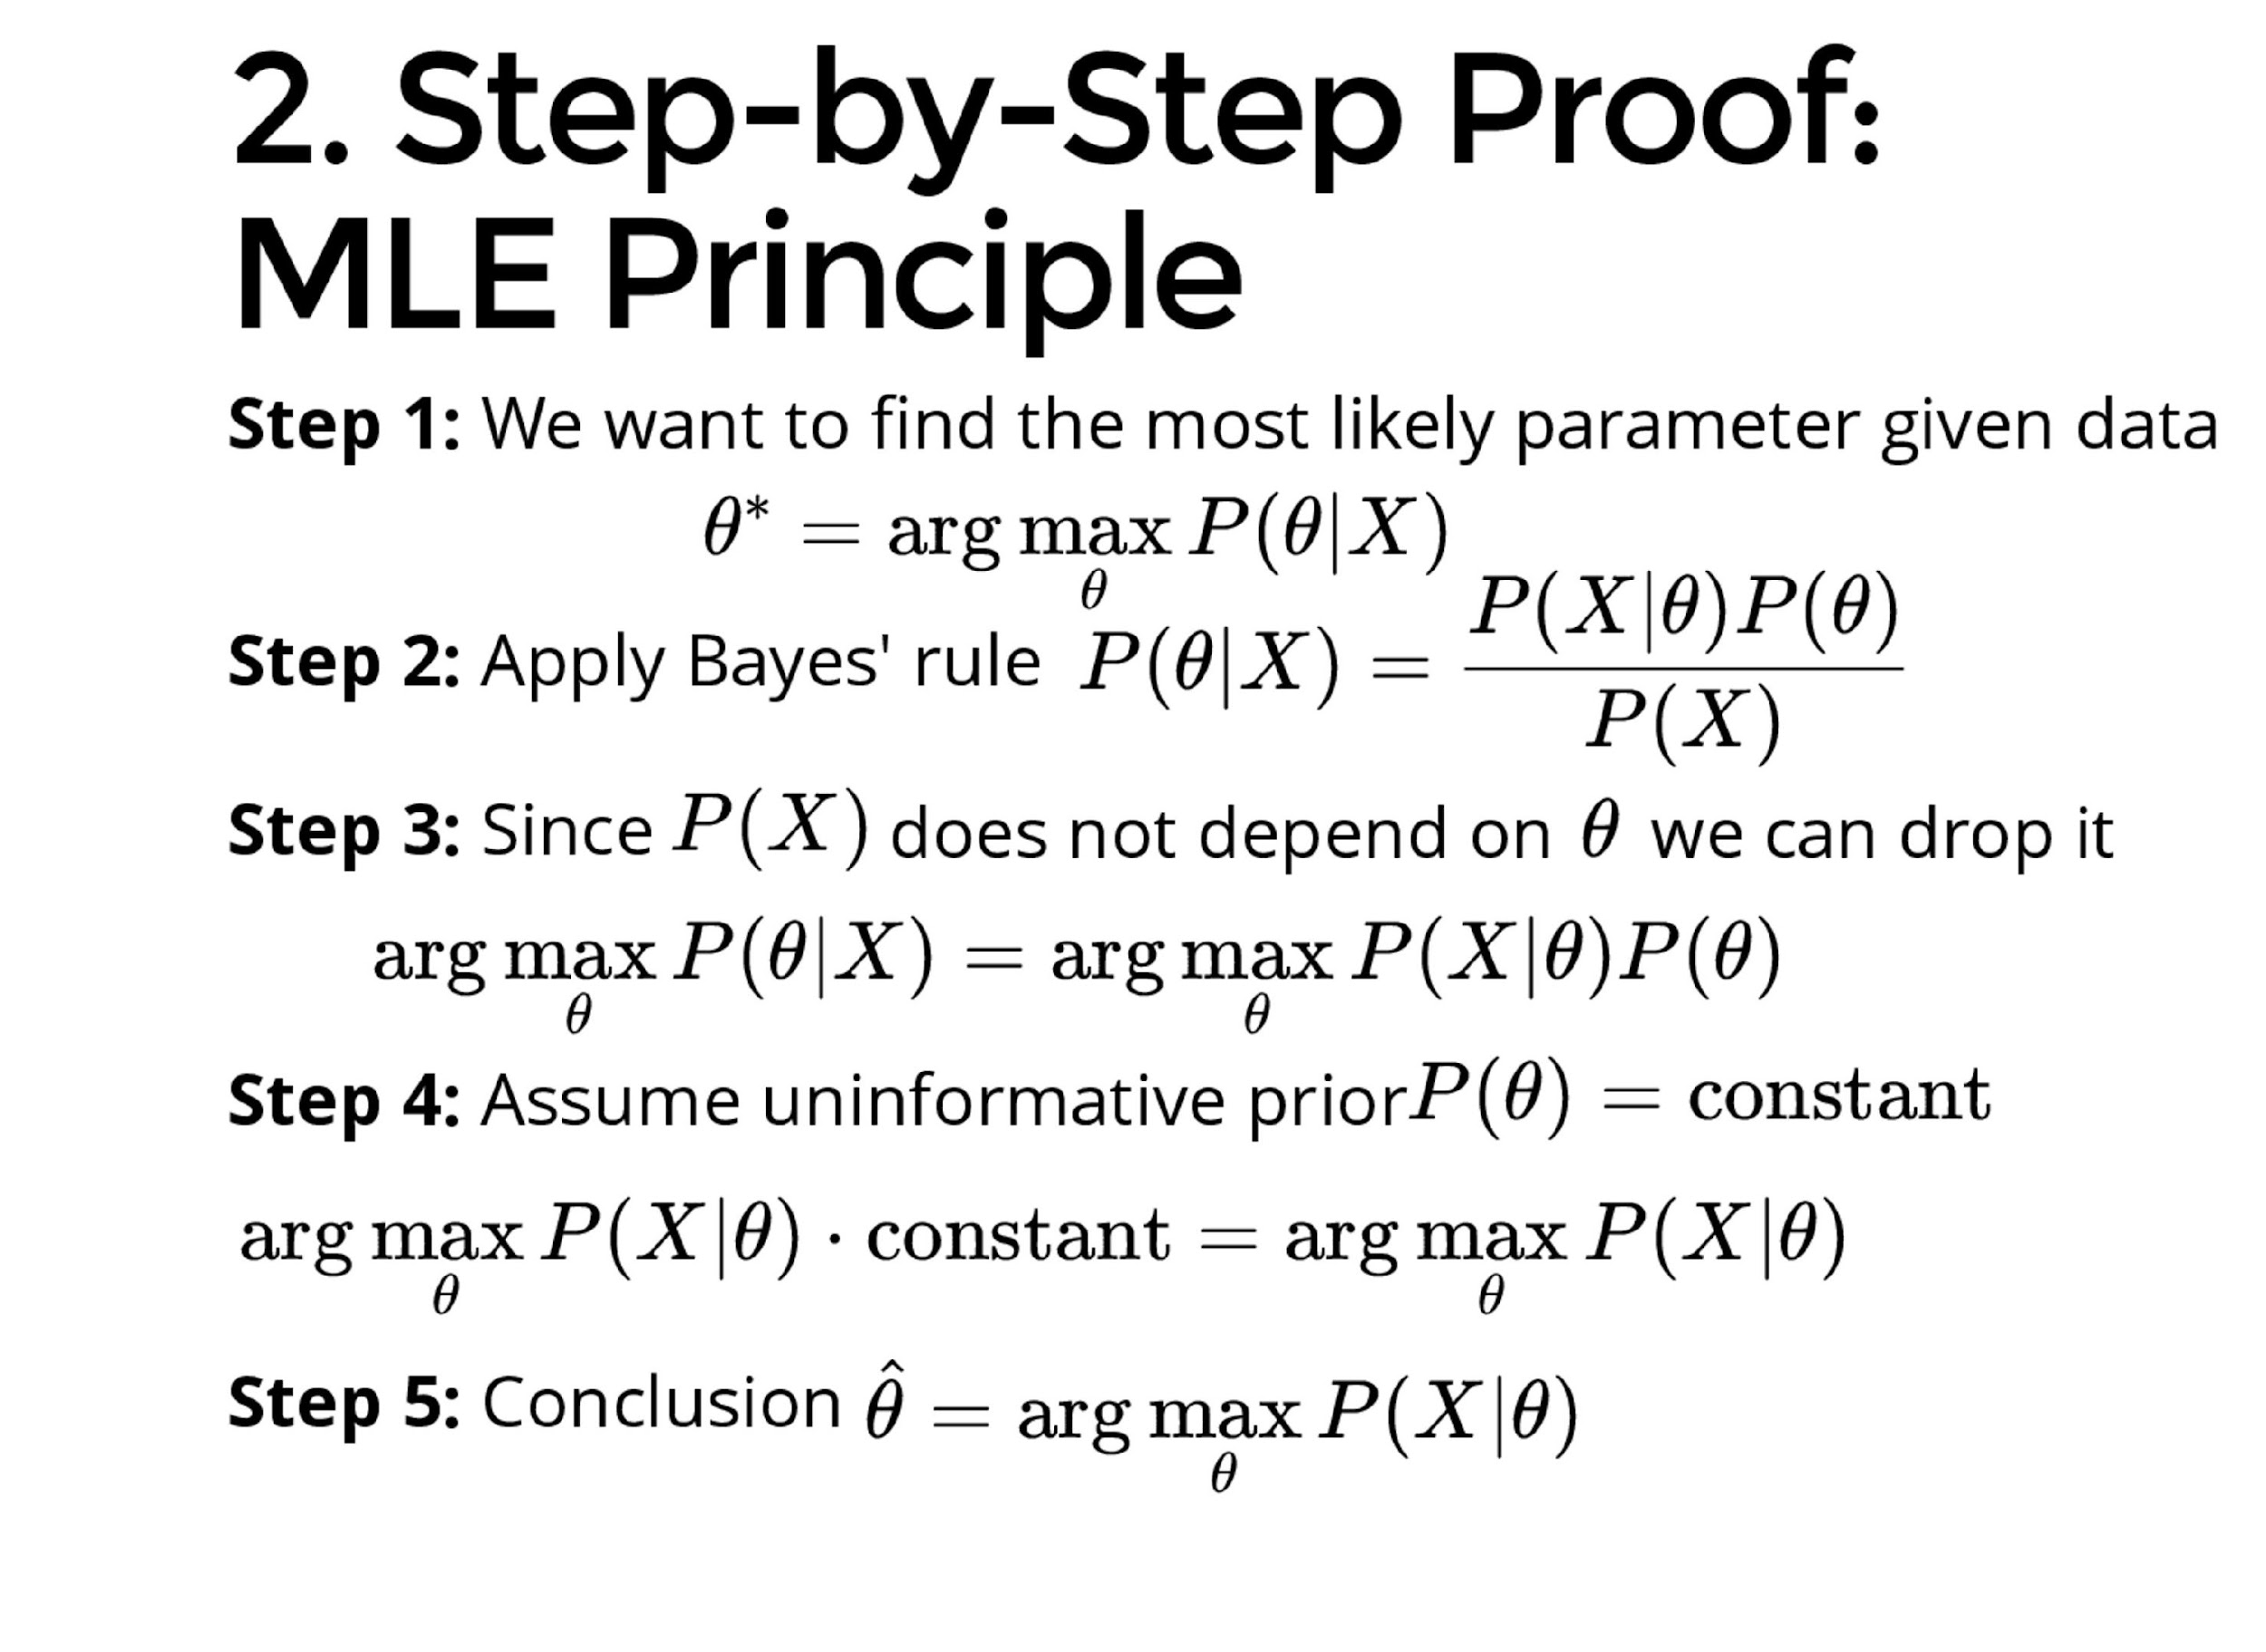 2. Step-by-Step Proof:
MLE Principle
Step 1: We want to find the most likely parameter given data
θ* = arg max_θ P(θ|X)
Step 2: Apply Bayes' rule P(θ|X) = P(X|θ)P(θ) / P(X)
Step 3: Since P(X) does not depend on θ we can drop it
arg max_θ P(θ|X) = arg max_θ P(X|θ)P(θ)
Step 4: Assume uninformative prior P(θ) = constant
arg max_θ P(X|θ) · constant = arg max_θ P(X|θ)
Step 5: Conclusion θ̂ = arg max_θ P(X|θ)